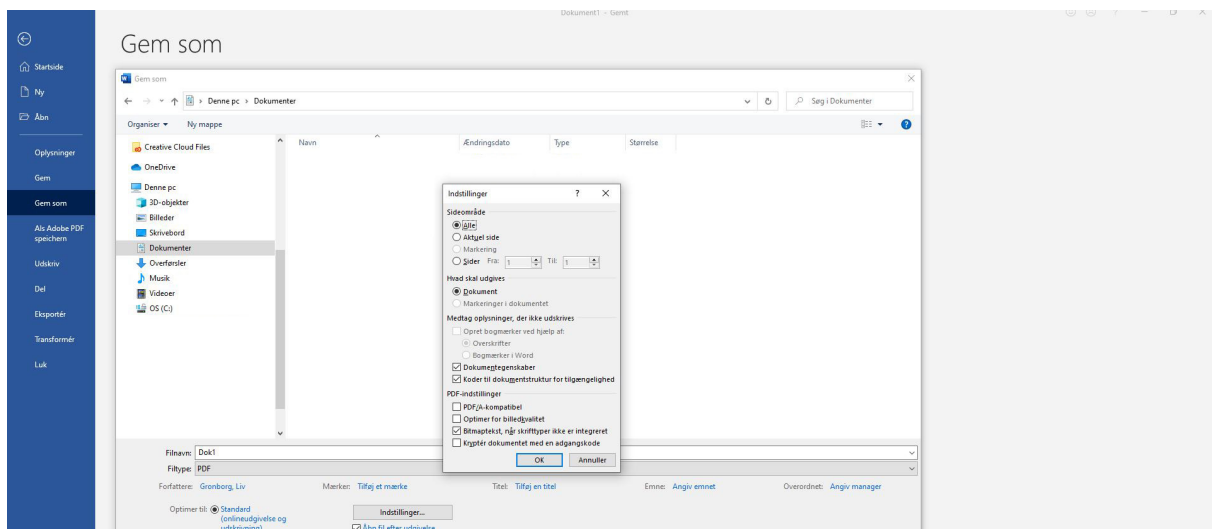 Dokument1 - Gemt
Gem som
Startside
Ny
Åbn
Oplysninger
Gem
Gem som
Als Adobe PDF
speichern
Udskriv
Del
Eksportér
Transformér
Luk
Gem som
Denne pc › Dokumenter
Søg i Dokumenter
Organiser Ny mappe
Creative Cloud Files
OneDrive
Denne pc
3D-objekter
Billeder
Skrivebord
Dokumenter
Overførsler
Musik
Videoer
OS (C:)
Navn Ændringsdato Type Størrelse
Indstillinger ? X
Sideområde
Alle
Aktuel side
Markering
Sider Fra: 1 Til: 1
Hvad skal udgives
Dokument
Markeringer i dokumentet
Medtag oplysninger, der ikke udskrives
Opret bogmærker ved hjælp af:
Overskrifter
Bogmærker i Word
Dokumentegenskaber
Koder til dokumentstruktur for tilgængelighed
PDF-indstillinger
PDF/A-kompatibel
Optimer for billedkvalitet
Bitmaptekst, når skrifttyper ikke er integreret
Kryptér dokumentet med en adgangskode
OK Annuller
Filnavn: Dok1
Filtype: PDF
Forfattere: Gronborg, Liv Mærker: Tilføj et mærke Titel: Tilføj en titel Emne: Angiv emnet Overordnet: Angiv manager
Optimer til: Standard
(onlineudgivelse og
udskrivning)
Indstillinger...
Åbn fil efter udgivelse